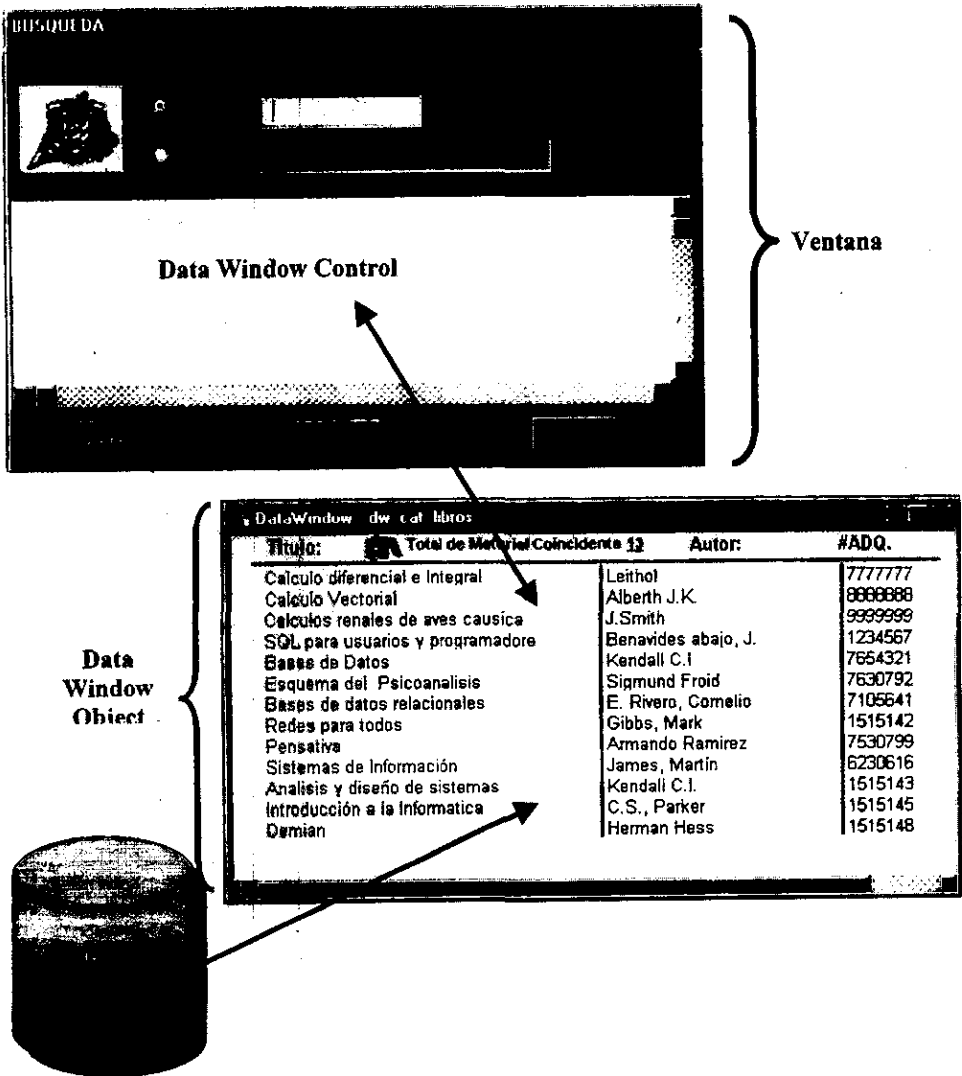 BUSQUEDA
Ventana
Data Window Control
DataWindow dw cat libros
Titulo: Total de Material Coincidente 13 Autor: #ADQ.
Calculo diferencial e Integral Leithol 7777777
Calculo Vectorial Alberth J.K. 8888888
Calculos renales de aves causica J.Smith 9999999
SQL para usuarios y programadore Benavides abajo, J. 1234567
Bases de Datos Kendall C.I 7654321
Esquema del Psicoanalisis Sigmund Froid 7630792
Bases de datos relacionales E. Rivero, Cornelio 7105641
Redes para todos Gibbs, Mark 1515142
Pensativa Armando Ramirez 7530799
Sistemas de Información James, Martin 6230616
Analisis y diseño de sistemas Kendall C.I. 1515143
Introducción a la Informatica C.S., Parker 1515145
Demian Herman Hess 1515148
Data
Window
Object